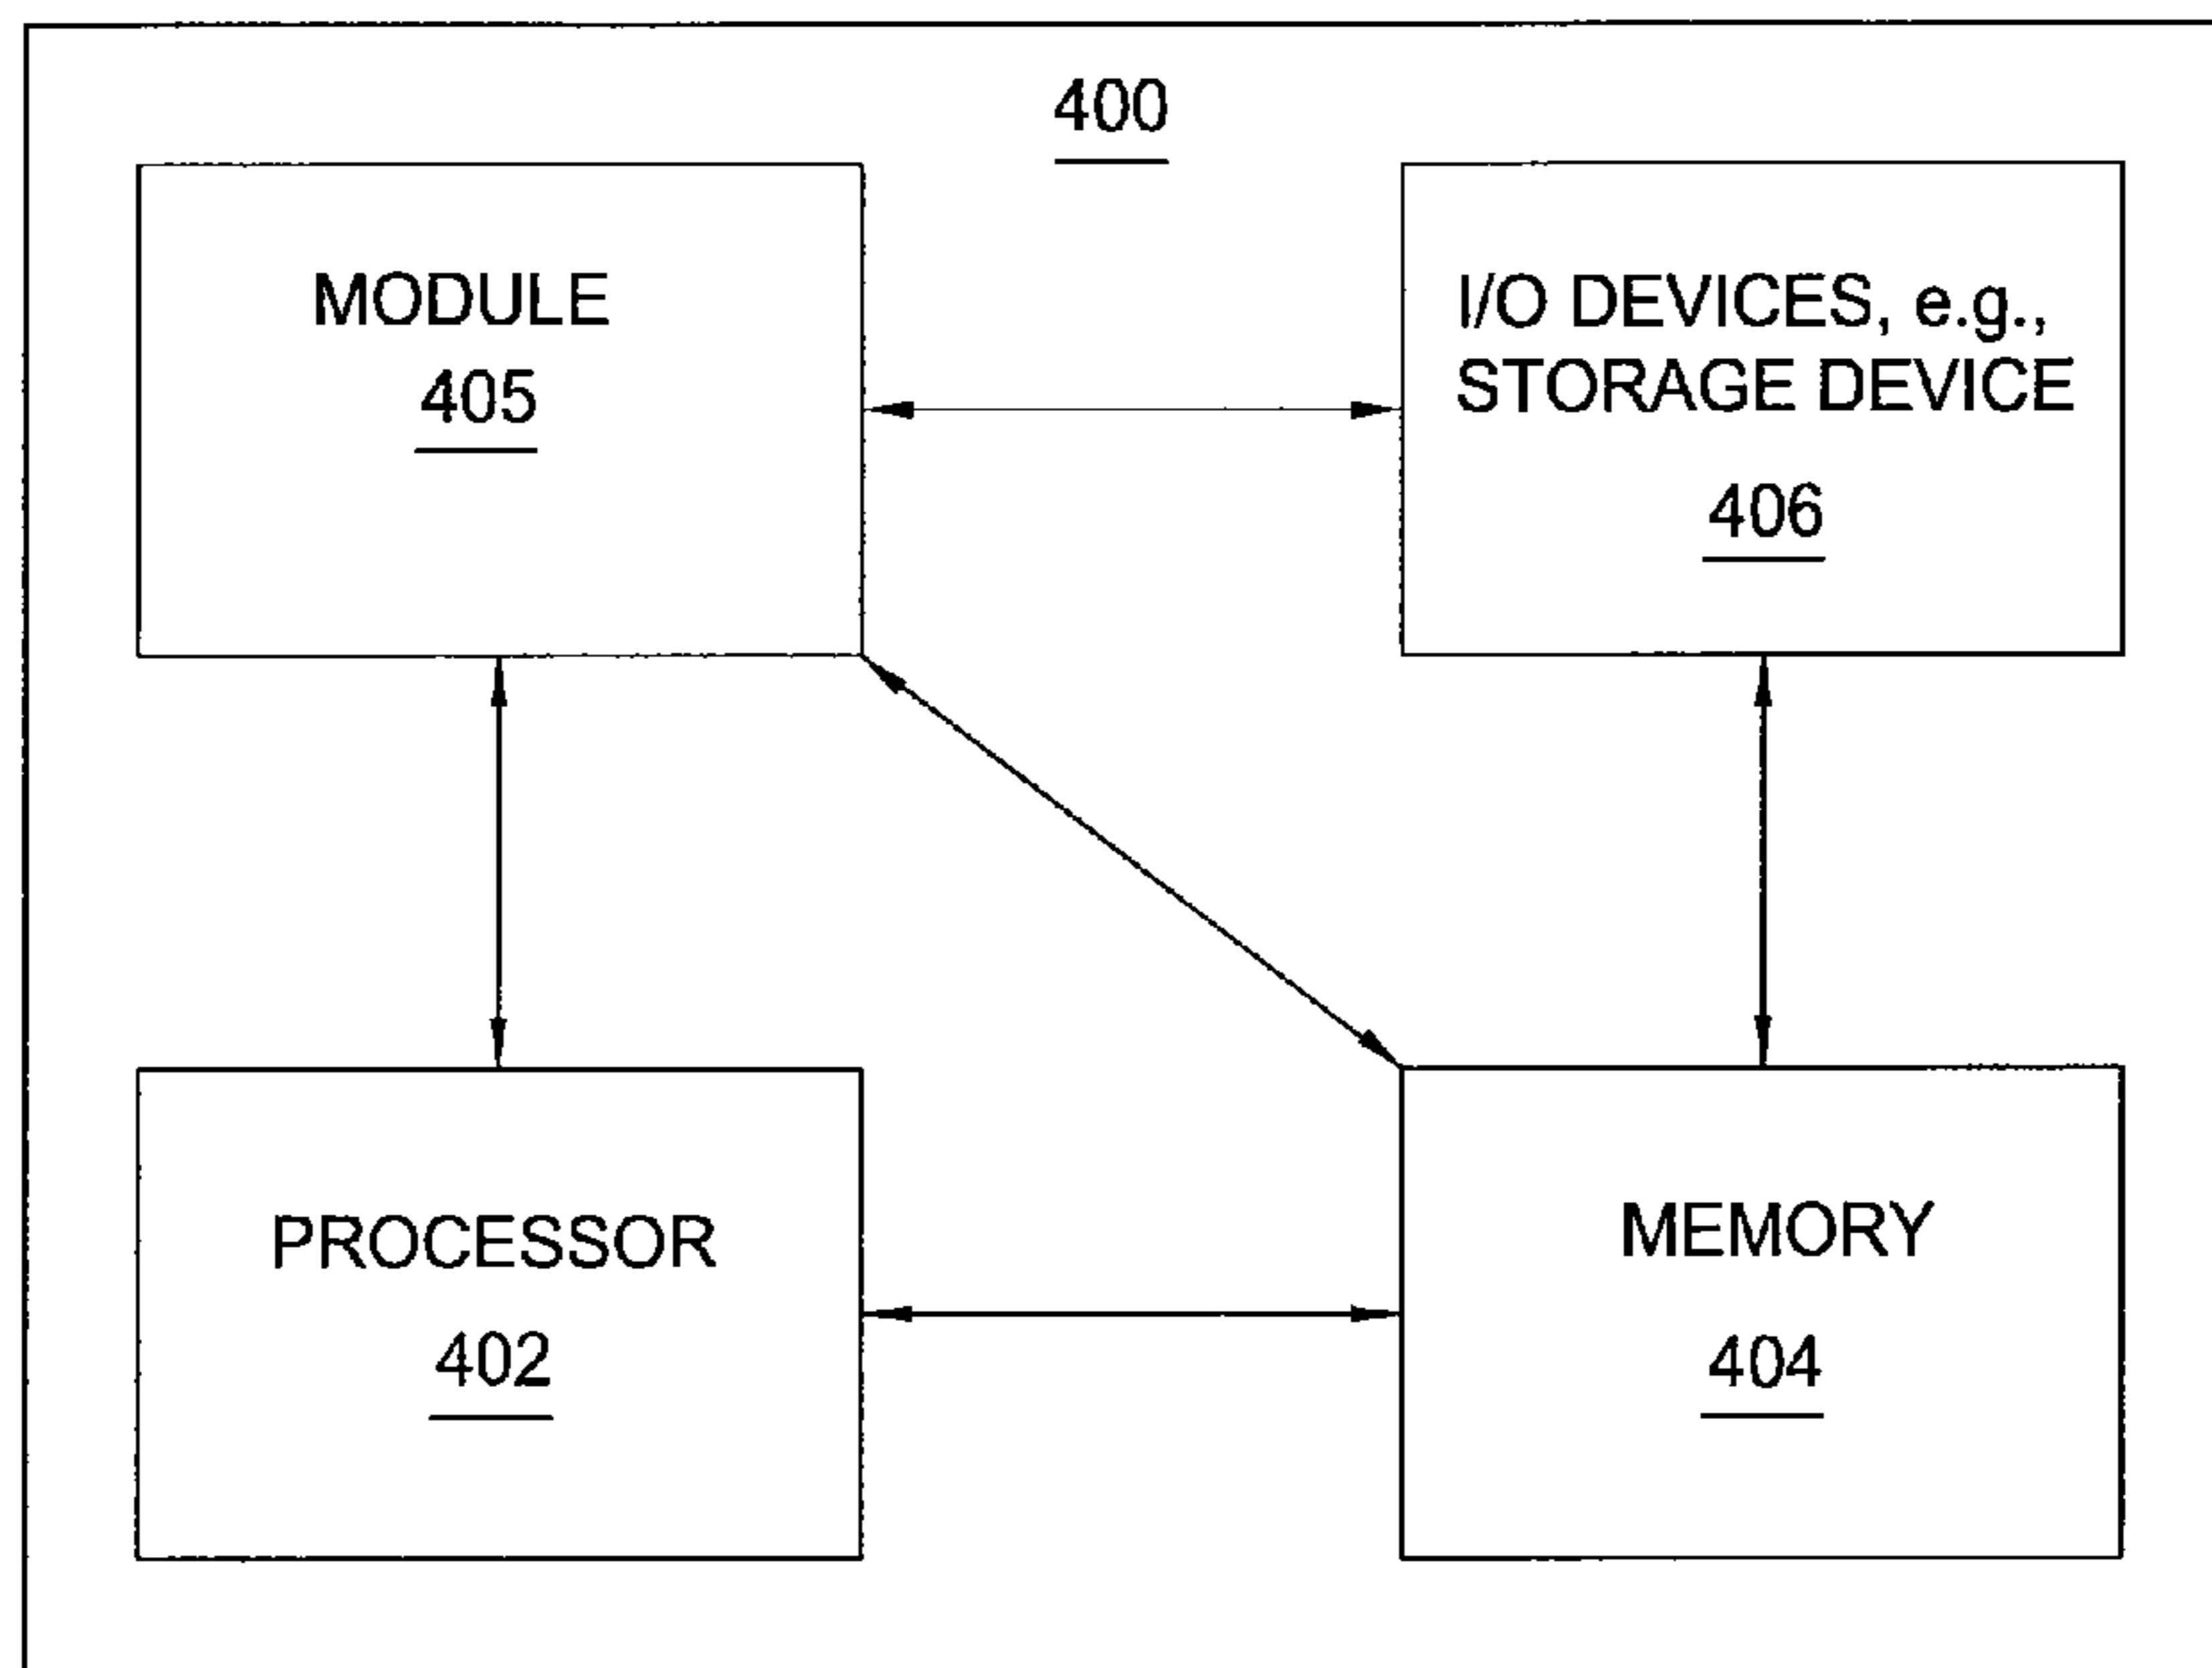 400
MODULE
405
I/O DEVICES, e.g.,
STORAGE DEVICE
406
PROCESSOR
402
MEMORY
404